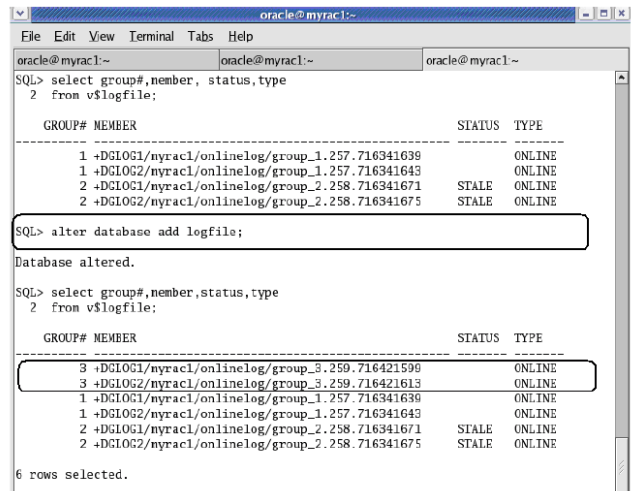 oracle@myrac1:~
File Edit View Terminal Tabs Help
oracle@myrac1:~ oracle@myrac1:~ oracle@myrac1:~
SQL> select group#,member, status,type
2 from v$logfile;
GROUP# MEMBER STATUS TYPE
---------- -------------------------------------------------- ------- -------
1 +DGLOG1/myrac1/onlinelog/group_1.257.716341639 ONLINE
1 +DGLOG2/myrac1/onlinelog/group_1.257.716341643 ONLINE
2 +DGLOG1/myrac1/onlinelog/group_2.258.716341671 STALE ONLINE
2 +DGLOG2/myrac1/onlinelog/group_2.258.716341675 STALE ONLINE
SQL> alter database add logfile;
Database altered.
SQL> select group#,member,status,type
2 from v$logfile;
GROUP# MEMBER STATUS TYPE
---------- -------------------------------------------------- ------- -------
3 +DGLOG1/myrac1/onlinelog/group_3.259.716421599 ONLINE
3 +DGLOG2/myrac1/onlinelog/group_3.259.716421613 ONLINE
1 +DGLOG1/myrac1/onlinelog/group_1.257.716341639 ONLINE
1 +DGLOG2/myrac1/onlinelog/group_1.257.716341643 ONLINE
2 +DGLOG1/myrac1/onlinelog/group_2.258.716341671 STALE ONLINE
2 +DGLOG2/myrac1/onlinelog/group_2.258.716341675 STALE ONLINE
6 rows selected.